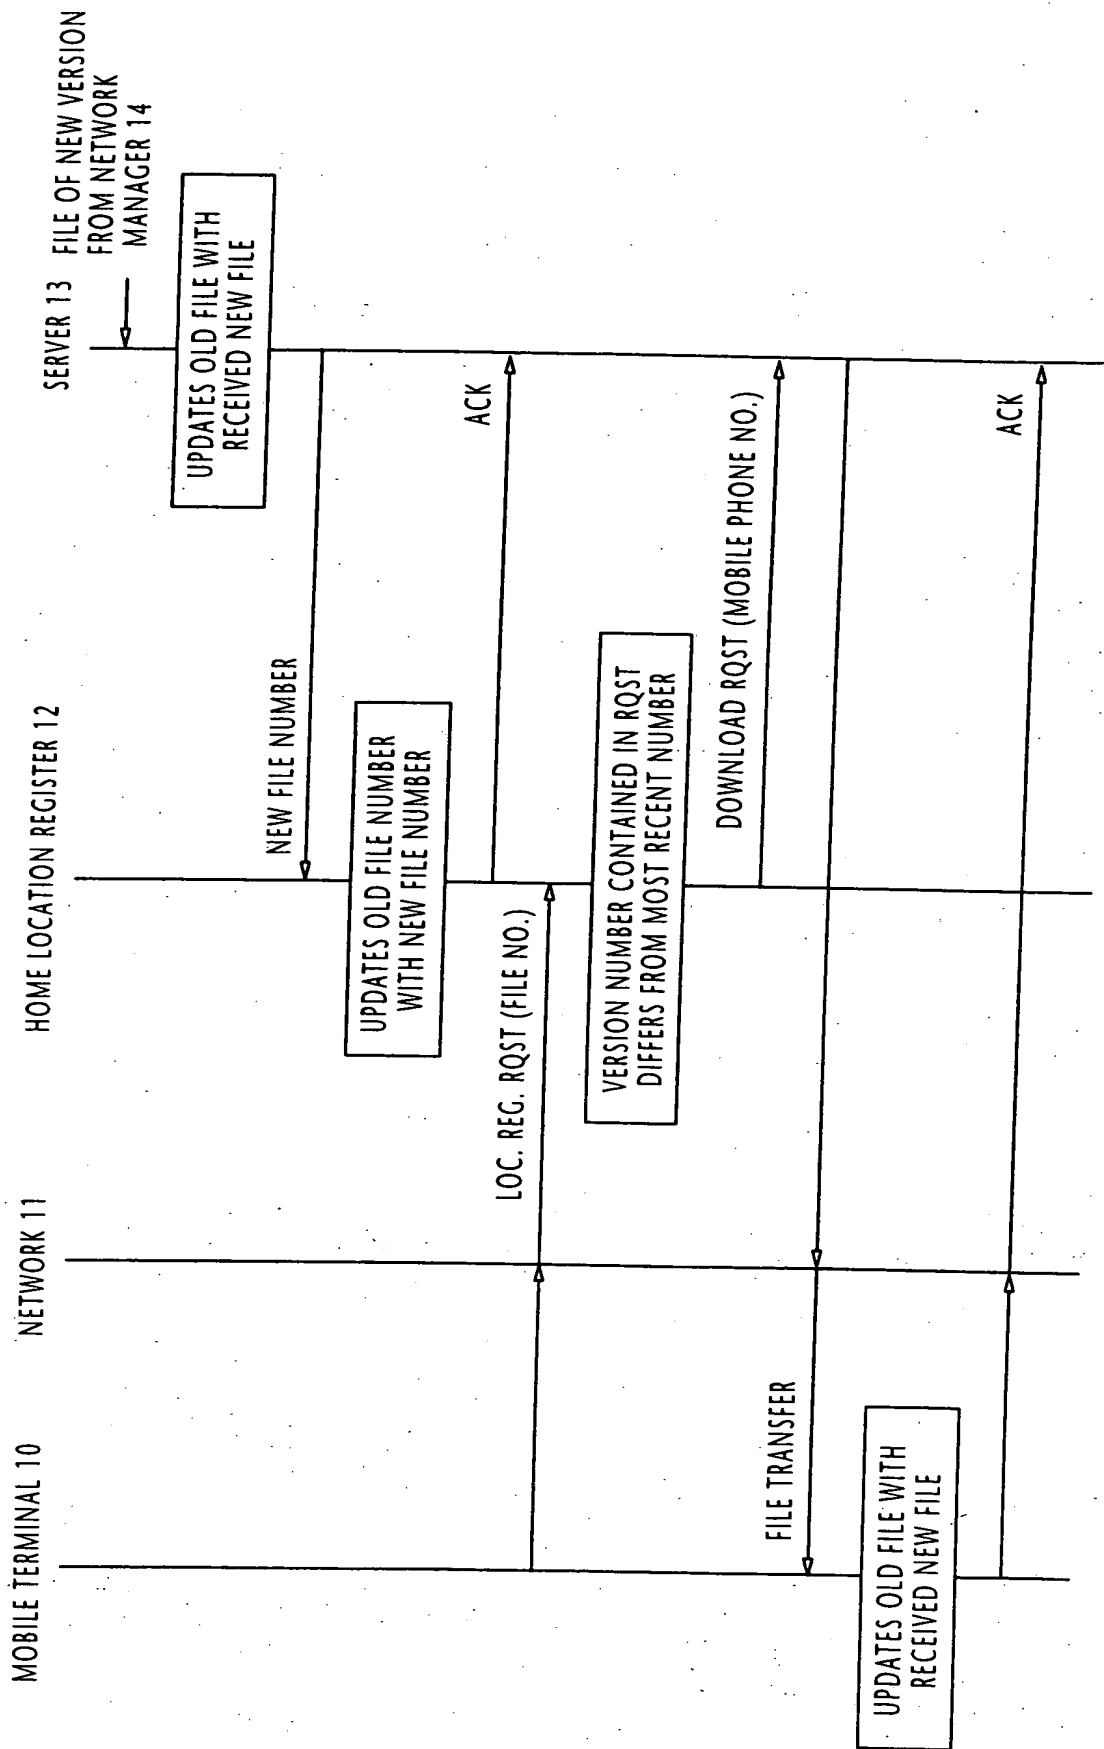 MOBILE TERMINAL 10
NETWORK 11
HOME LOCATION REGISTER 12
SERVER 13
FILE OF NEW VERSION
FROM NETWORK
MANAGER 14
UPDATES OLD FILE WITH
RECEIVED NEW FILE
NEW FILE NUMBER
UPDATES OLD FILE NUMBER
WITH NEW FILE NUMBER
ACK
LOC. REG. RQST (FILE NO.)
VERSION NUMBER CONTAINED IN RQST
DIFFERS FROM MOST RECENT NUMBER
DOWNLOAD RQST (MOBILE PHONE NO.)
FILE TRANSFER
UPDATES OLD FILE WITH
RECEIVED NEW FILE
ACK